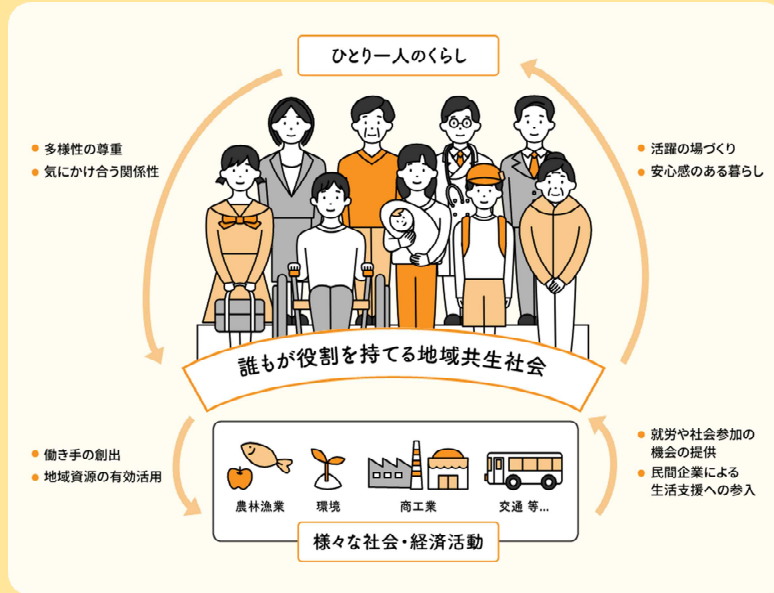 ひとり一人のくらし
● 多様性の尊重
● 気にかけ合う関係性
● 活躍の場づくり
● 安心感のある暮らし
誰もが役割を持てる地域共生社会
● 働き手の創出
● 地域資源の有効活用
● 就労や社会参加の
機会の提供
● 民間企業による
生活支援への参入
農林漁業
環境
商工業
交通 等...
様々な社会・経済活動